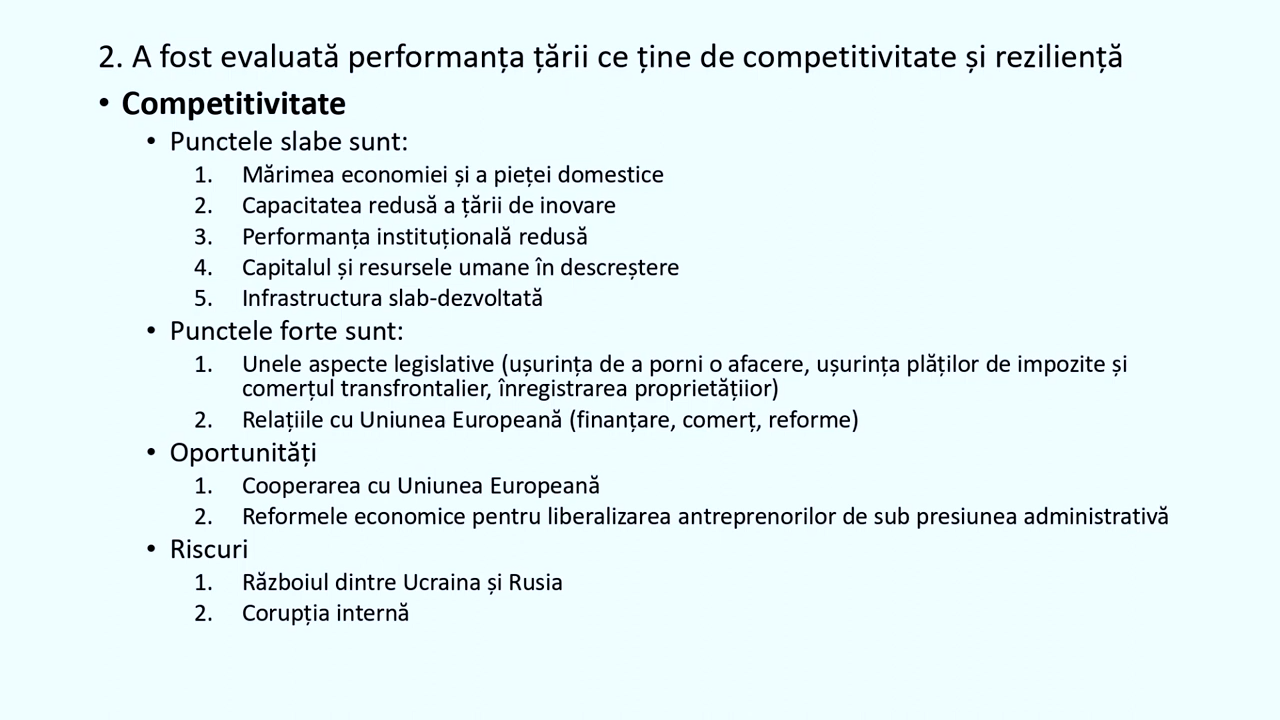 2. A fost evaluată performanța țării ce ține de competitivitate și reziliență
• Competitivitate
• Punctele slabe sunt:
1. Mărimea economiei și a pieței domestice
2. Capacitatea redusă a țării de inovare
3. Performanța instituțională redusă
4. Capitalul și resursele umane în descreștere
5. Infrastructura slab-dezvoltată
• Punctele forte sunt:
1. Unele aspecte legislative (ușurința de a porni o afacere, ușurința plăților de impozite și
comerțul transfrontalier, înregistrarea proprietățiior)
2. Relațiile cu Uniunea Europeană (finanțare, comerț, reforme)
• Oportunități
1. Cooperarea cu Uniunea Europeană
2. Reformele economice pentru liberalizarea antreprenorilor de sub presiunea administrativă
• Riscuri
1. Războiul dintre Ucraina și Rusia
2. Corupția internă